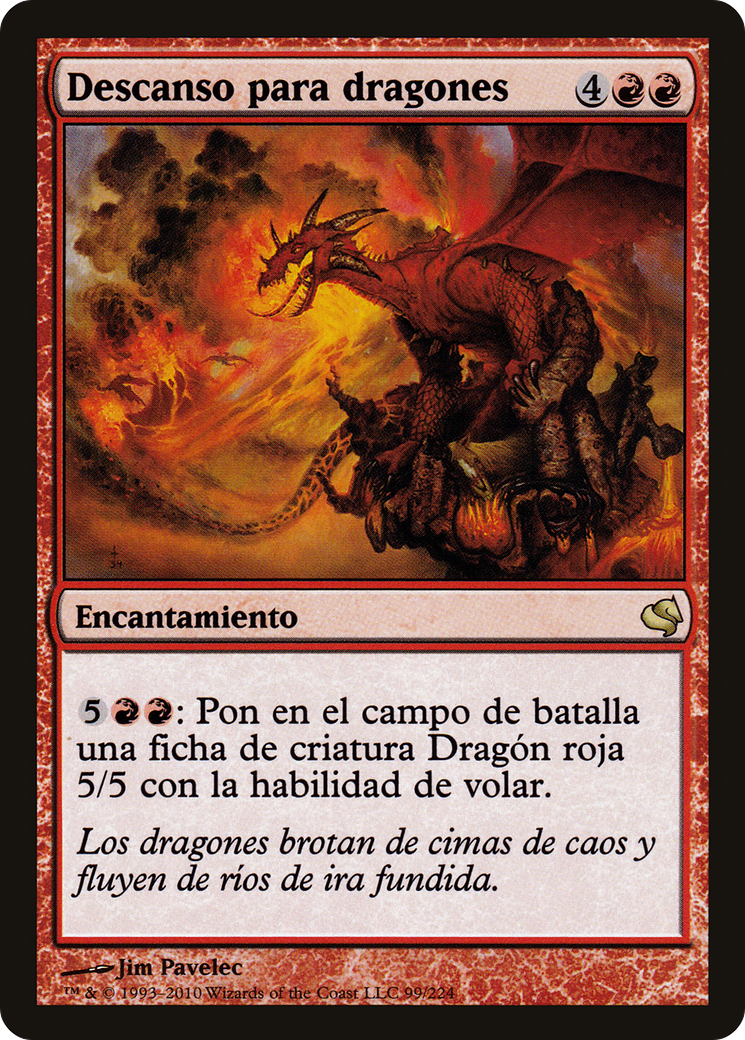 Descanso para dragones 4
Encantamiento
5: Pon en el campo de batalla
una ficha de criatura Dragón roja
5/5 con la habilidad de volar.
Los dragones brotan de cimas de caos y
fluyen de ríos de ira fundida.
Jim Pavelec
™ & © 1993–2010 Wizards of the Coast LLC 99/224